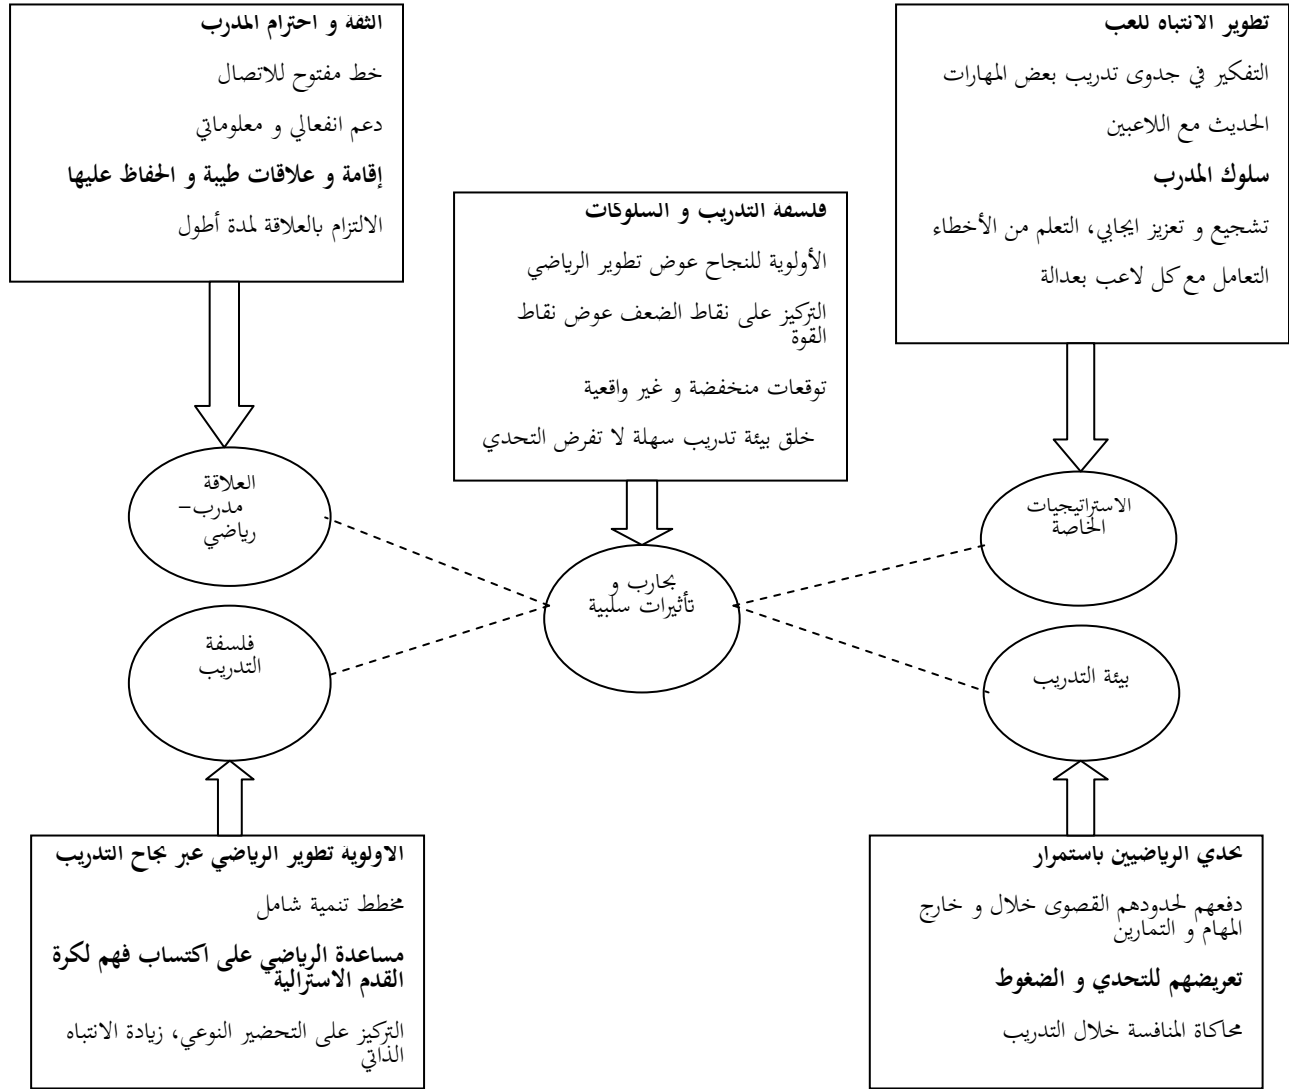 تطوير الانتباه للعب
التفكير في جدوى تدريب بعض المهارات
الحديث مع اللاعبين
سلوك المدرب
تشجيع و تعزيز ايجابي، التعلم من الأخطاء
التعامل مع كل لاعب بعدالة
الثقة و احترام المدرب
خط مفتوح للاتصال
دعم انفعالي و معلوماتي
إقامة و علاقات طيبة و الحفاظ عليها
الالتزام بالعلاقة لمدة أطول
فلسفة التدريب و السلوكات
الأولوية للنجاح عوض تطوير الرياضي
التركيز على نقاط الضعف عوض نقاط
القوة
توقعات منخفضة و غير واقعية
خلق بيئة تدريب سهلة لا تفرض التحدي
الاستراتيجيات
الخاصة
العلاقة
مدرب–
رياضي
تجارب و
تأثيرات سلبية
بيئة التدريب
فلسفة
التدريب
تحدي الرياضيين باستمرار
دفعهم لحدودهم القصوى خلال و خارج
المهام و التمارين
تعريضهم للتحدي و الضغوط
محاكاة المنافسة خلال التدريب
الاولوية تطوير الرياضي عبر نجاح التدريب
مخطط تنمية شامل
مساعدة الرياضي على اكتساب فهم لكرة
القدم الاسترالية
التركيز على التحضير النوعي، زيادة الانتباه
الذاتي